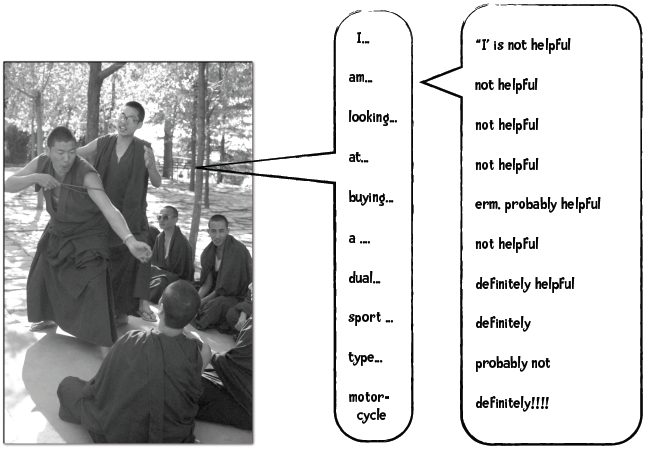 I...
am...
looking...
at...
buying...
a ....
dual...
sport ...
type...
motor-
cycle
"I' is not helpful
not helpful
not helpful
not helpful
erm, probably helpful
not helpful
definitely helpful
definitely
probably not
definitely!!!!